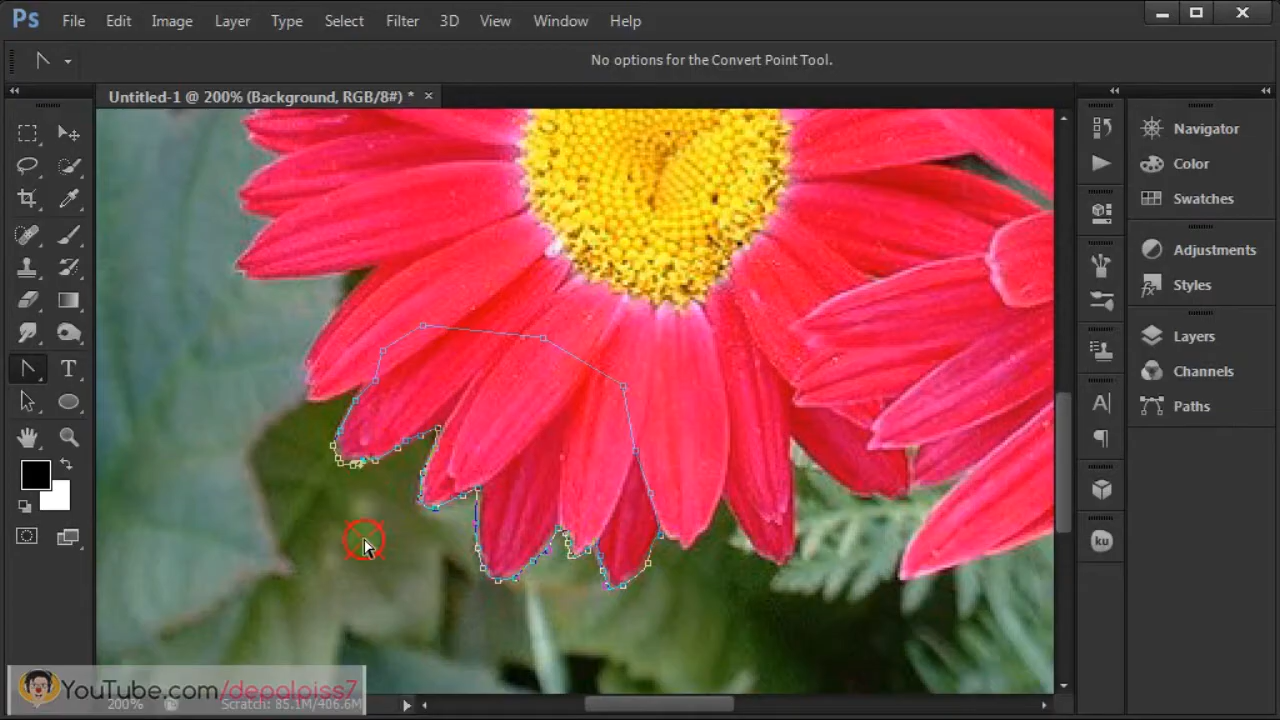 Ps File Edit Image Layer Type Select Filter 3D View Window Help
No options for the Convert Point Tool.
Untitled-1 @ 200% (Background, RGB/8#) *
T
Navigator
Color
Swatches
Adjustments
Styles
Layers
A
Channels
Paths
ku
YouTube.com/depalpiss7
200% Scratch: 85.1M/406.6M